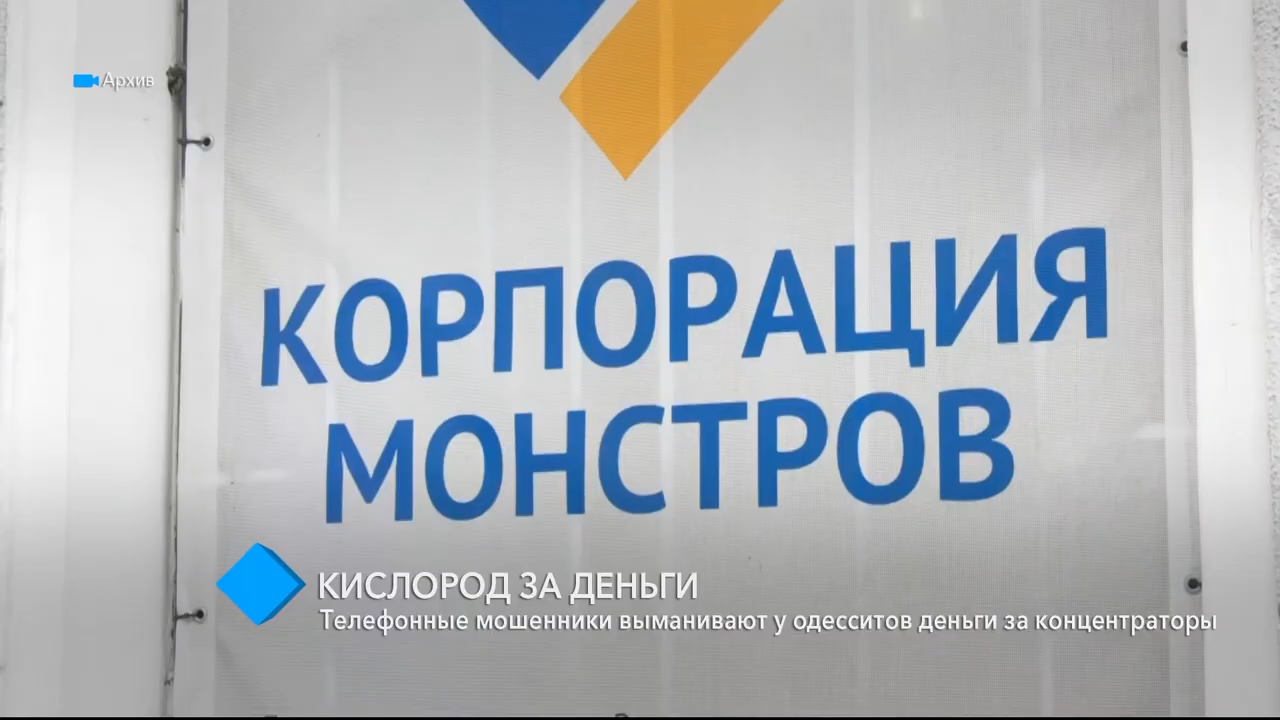 Архив
КОРПОРАЦИЯ
МОНСТРОВ
КИСЛОРОД ЗА ДЕНЬГИ
Телефонные мошенники выманивают у одесситов деньги за концентраторы